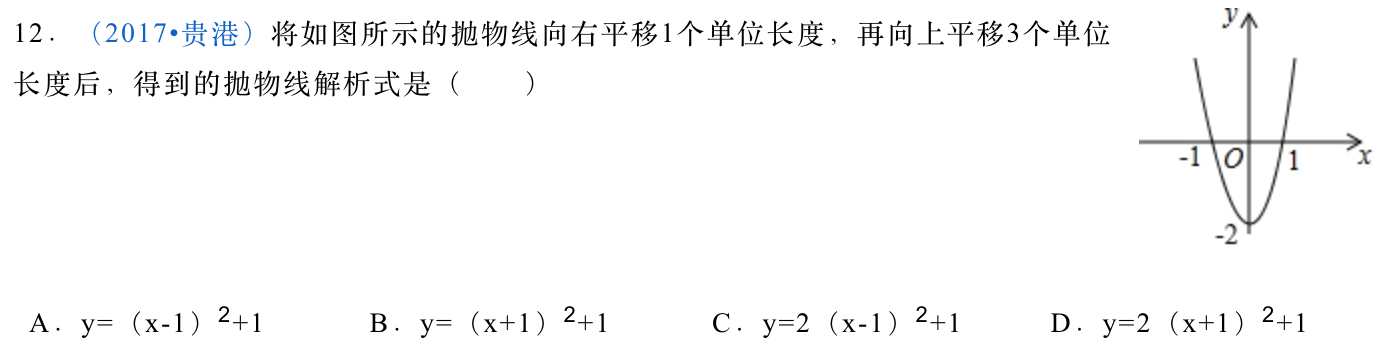 12．（2017•贵港）将如图所示的抛物线向右平移1个单位长度，再向上平移3个单位
长度后，得到的抛物线解析式是（　　）
y
-1 O 1 x
-2
A．y=（x-1）²+1 B．y=（x+1）²+1 C．y=2（x-1）²+1 D．y=2（x+1）²+1